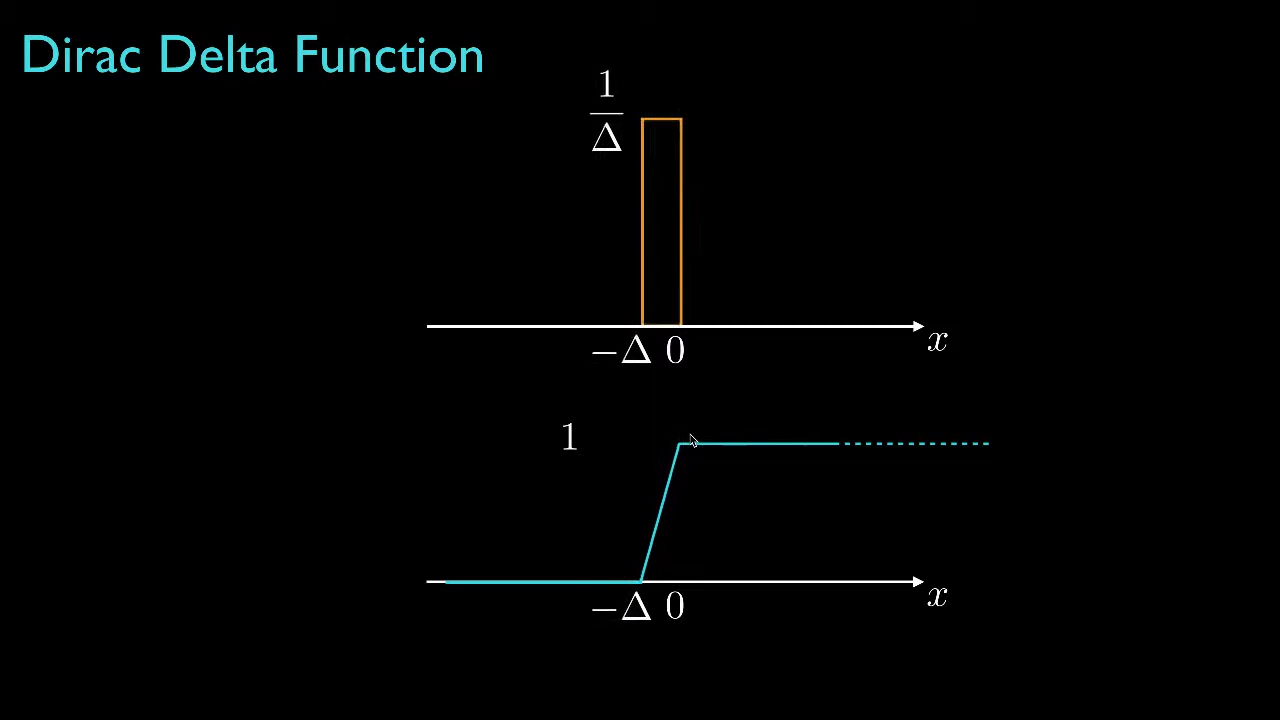 Dirac Delta Function
1
Δ
−Δ 0
x
1
−Δ 0
x